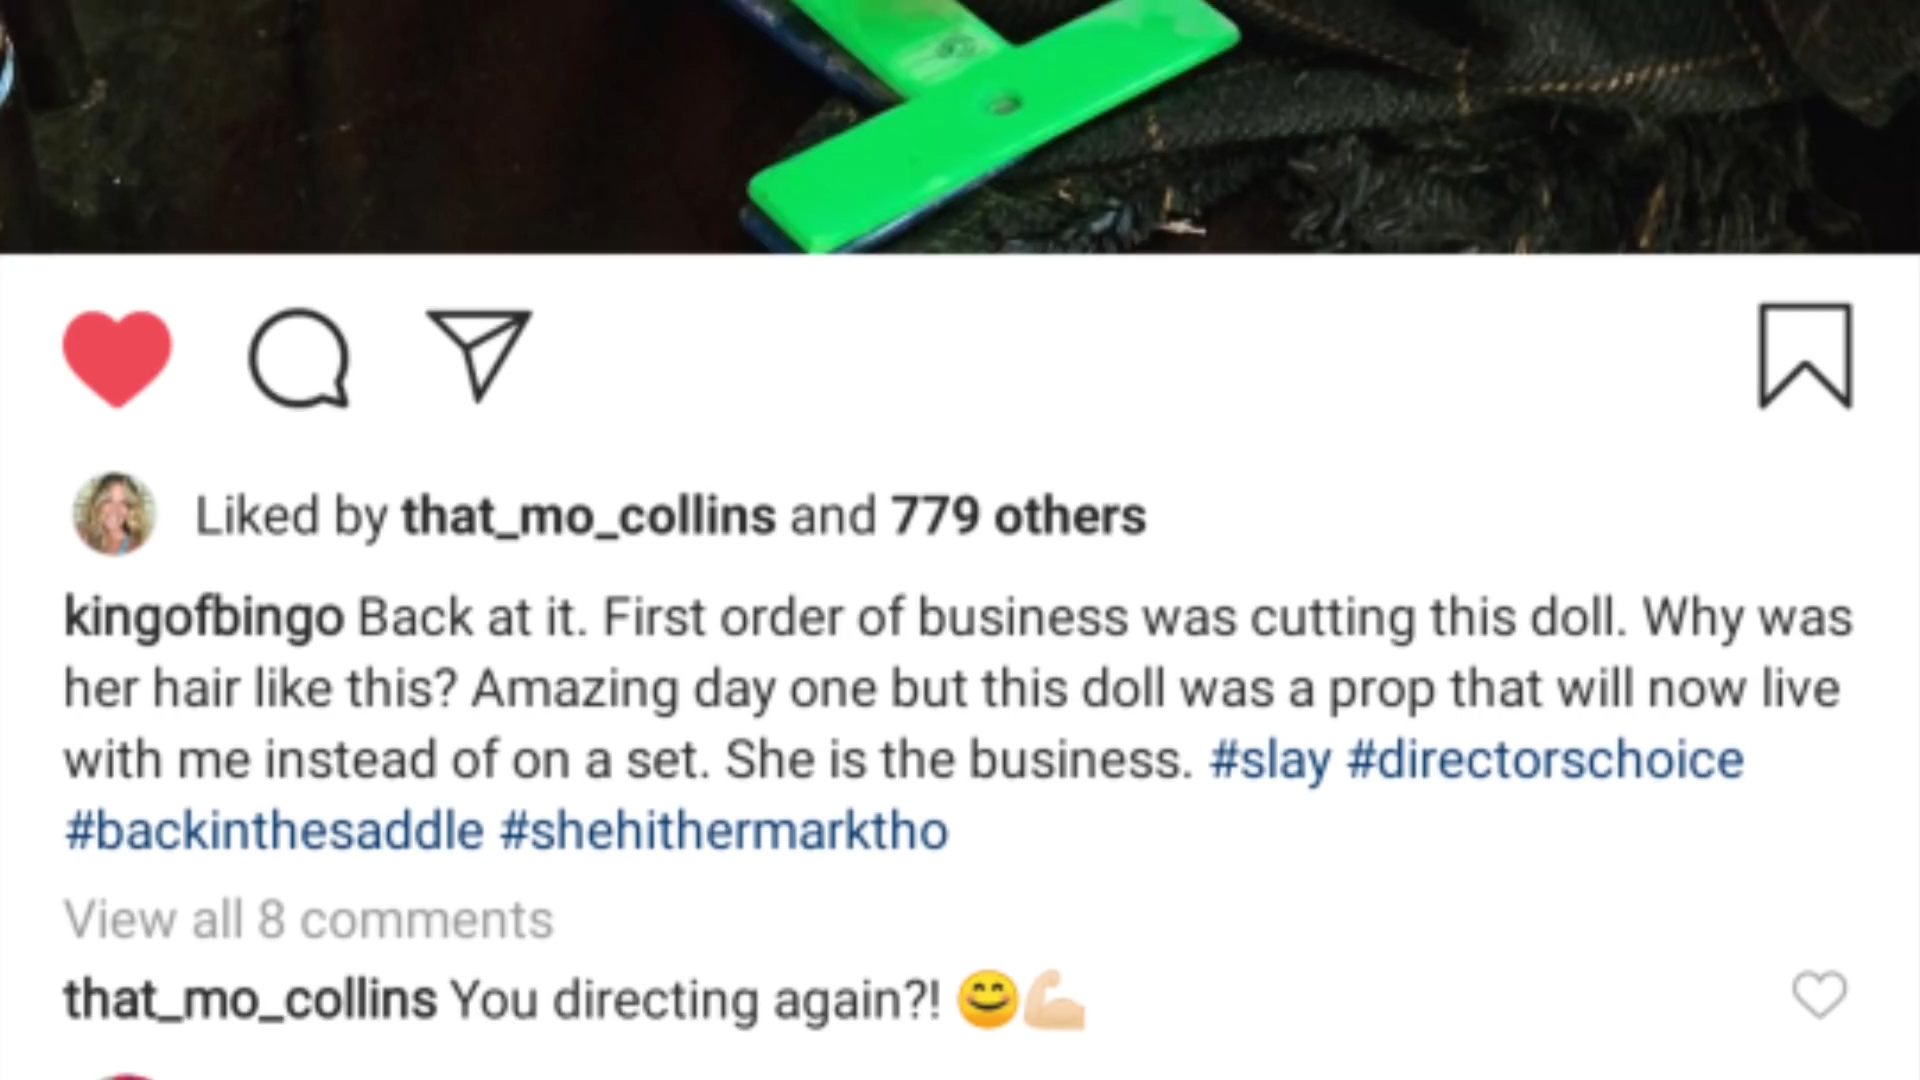 Liked by that_mo_collins and 779 others
kingofbingo Back at it. First order of business was cutting this doll. Why was
her hair like this? Amazing day one but this doll was a prop that will now live
with me instead of on a set. She is the business. #slay #directorschoice
#backinthesaddle #shehithermarktho
View all 8 comments
that_mo_collins You directing again?! 😊💪🏼